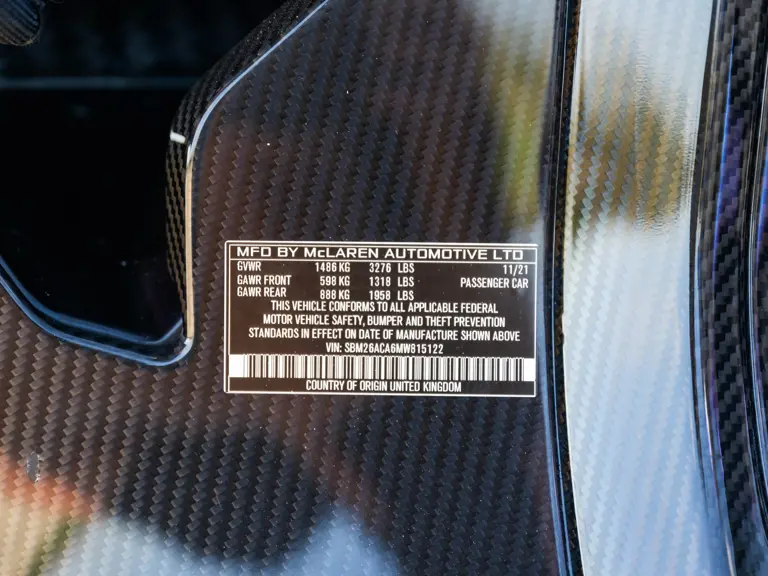 MFD BY McLAREN AUTOMOTIVE LTD
GVWR 1486 KG 3276 LBS 11/21
GAWR FRONT 598 KG 1318 LBS PASSENGER CAR
GAWR REAR 888 KG 1958 LBS
THIS VEHICLE CONFORMS TO ALL APPLICABLE FEDERAL
MOTOR VEHICLE SAFETY, BUMPER AND THEFT PREVENTION
STANDARDS IN EFFECT ON DATE OF MANUFACTURE SHOWN ABOVE
VIN: SBM26ACA6MW815122
COUNTRY OF ORIGIN UNITED KINGDOM